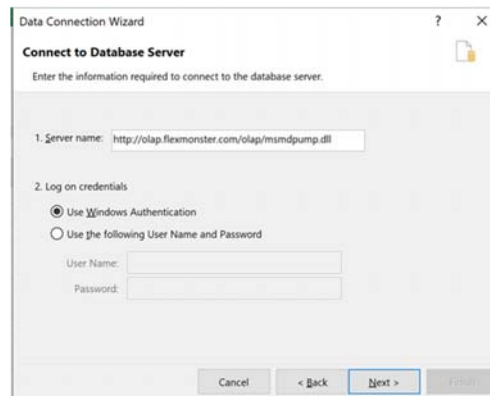 Data Connection Wizard ? ✕
Connect to Database Server
Enter the information required to connect to the database server.
1. Server name: http://olap.flexmonster.com/olap/msmdpump.dll
2. Log on credentials
Use Windows Authentication
Use the following User Name and Password
User Name:
Password:
Cancel < Back Next > Finish